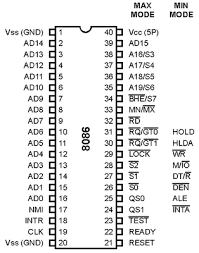 MAX MODE MIN MODE
Vss (GND) 1 40 Vcc (5P)
AD14 2 39 AD15
AD13 3 38 A16/S3
AD12 4 37 A17/S4
AD11 5 36 A18/S5
AD10 6 35 A19/S6
AD9 7 34 BHE/S7
AD8 8 33 MN/MX
AD7 9 32 RD
AD6 10 31 RQ/GT0 HOLD
AD5 11 30 RQ/GT1 HLDA
AD4 12 29 LOCK WR
AD3 13 28 S2 M/IO
AD2 14 27 S1 DT/R
AD1 15 26 S0 DEN
AD0 16 25 QS0 ALE
NMI 17 24 QS1 INTA
INTR 18 23 TEST
CLK 19 22 READY
Vss (GND) 20 21 RESET
8086